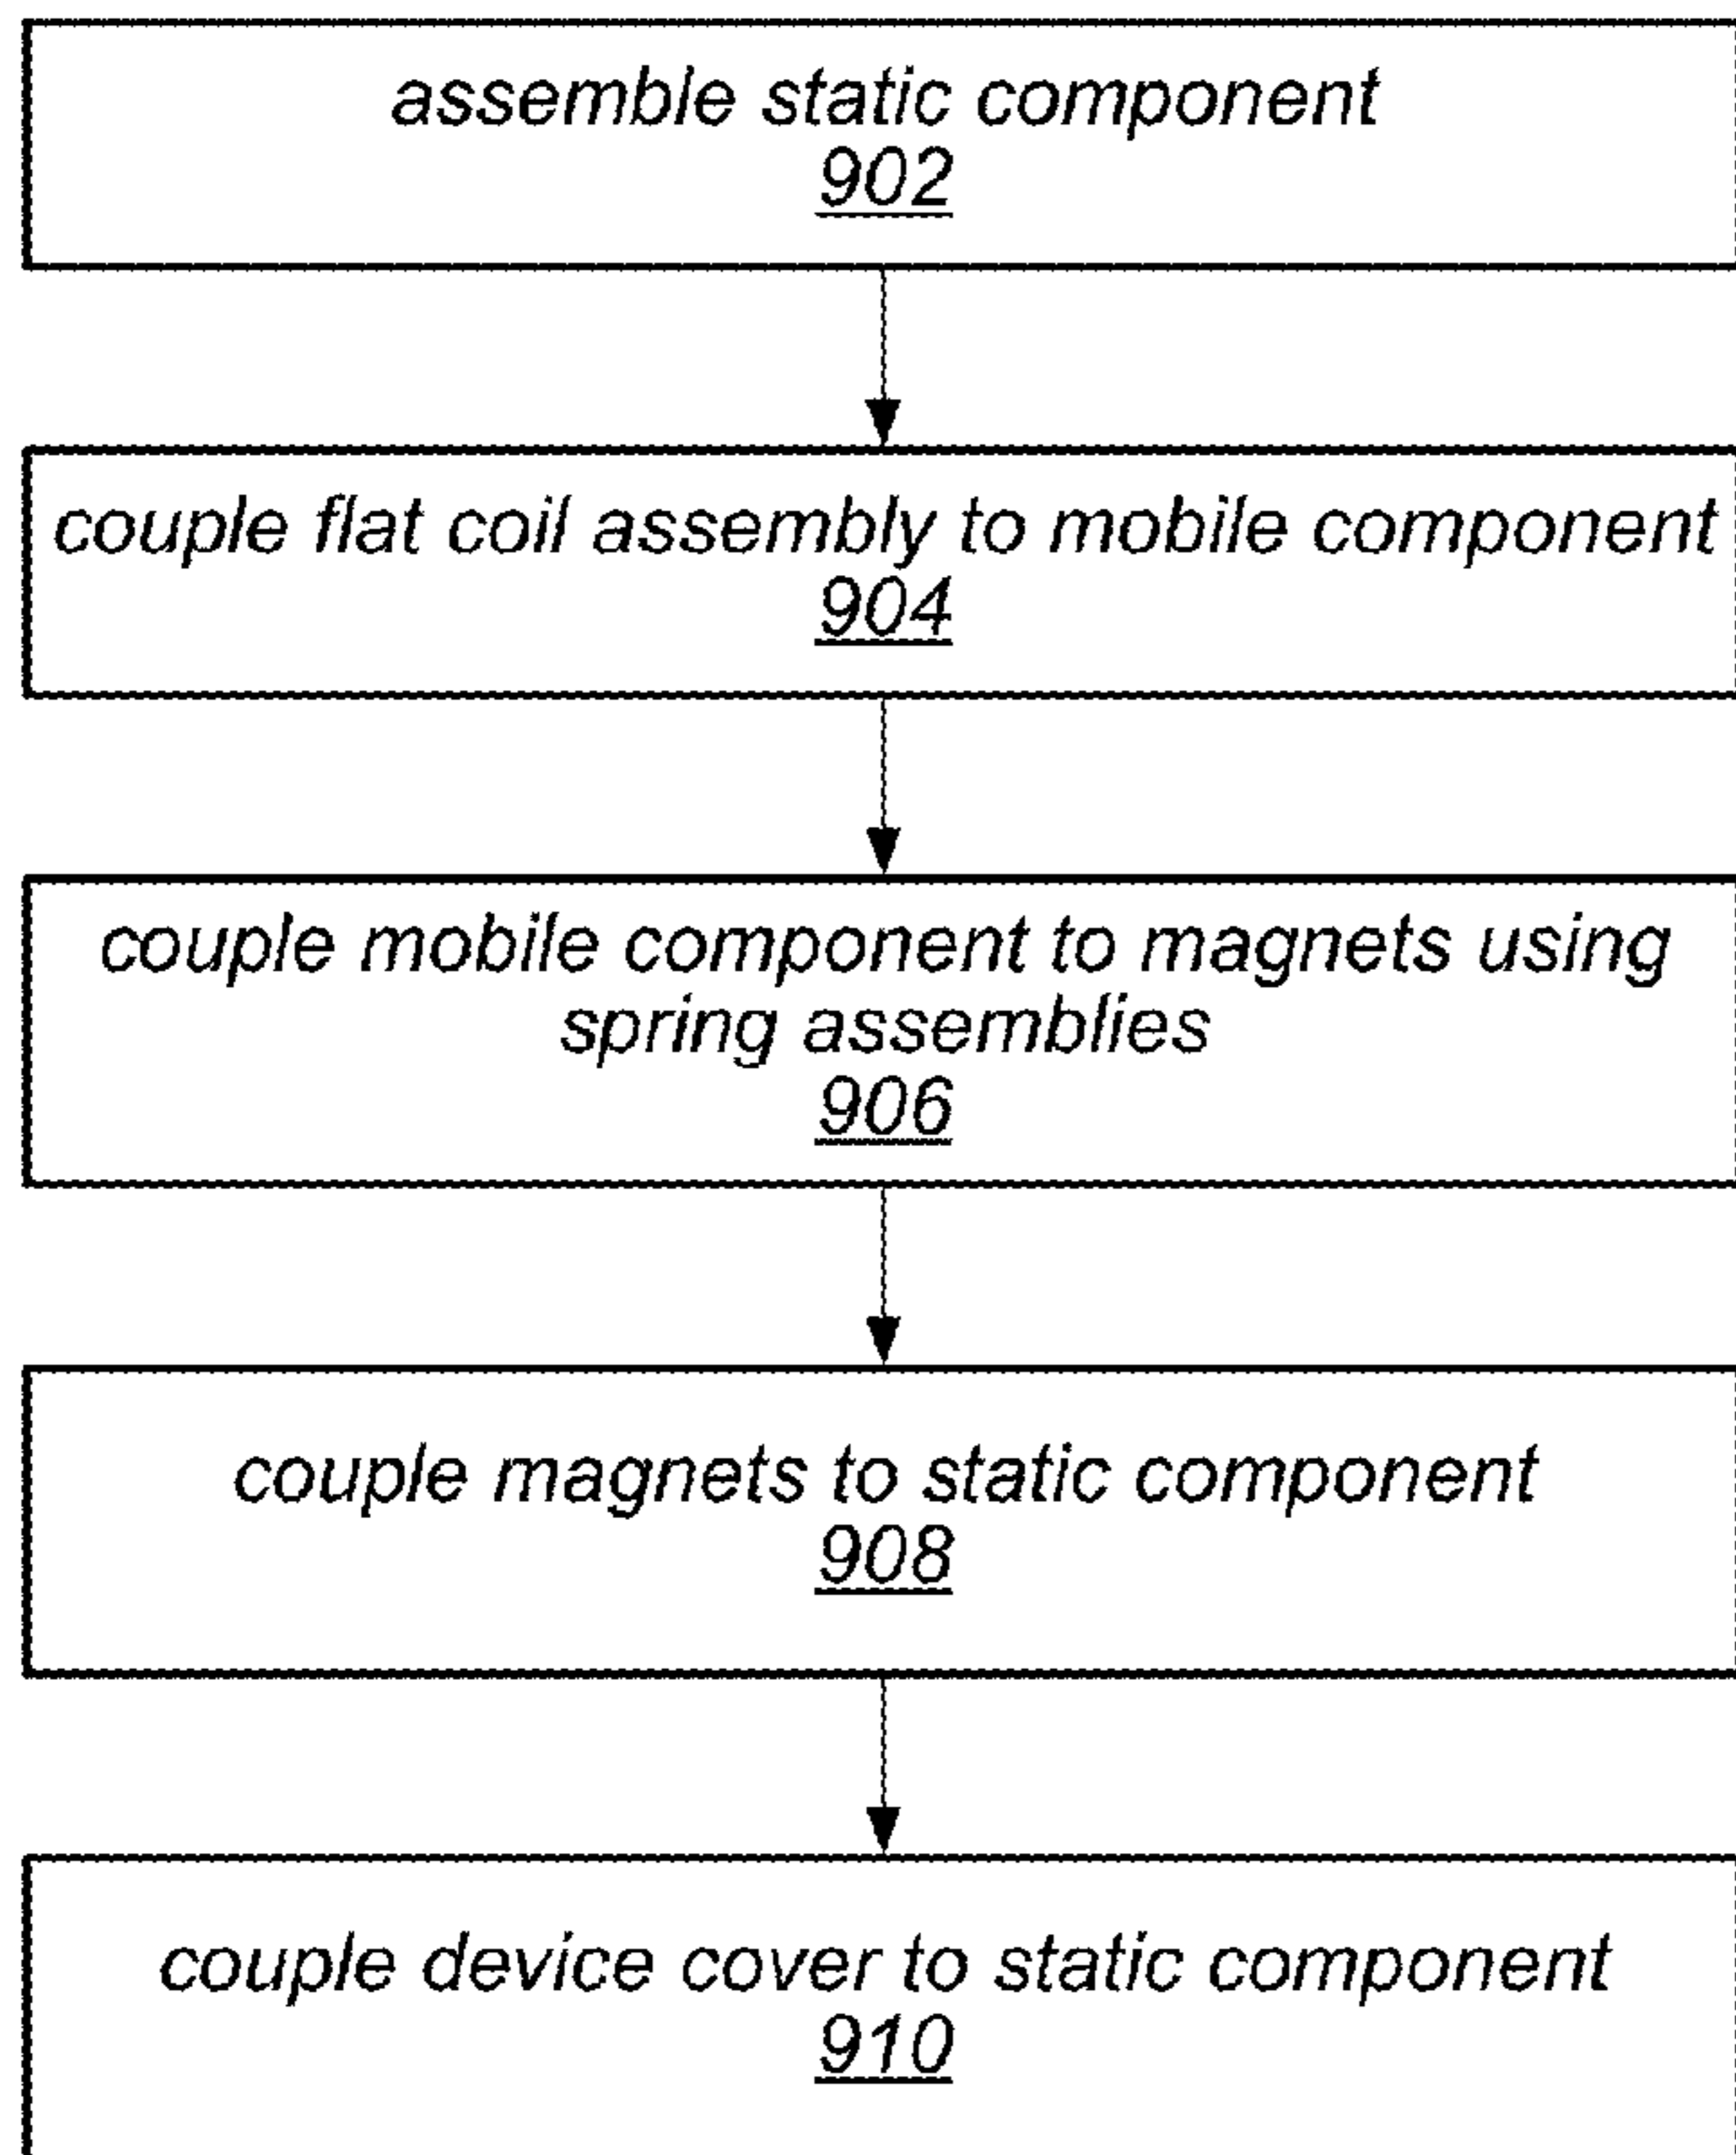 assemble static component
902
couple flat coil assembly to mobile component
904
couple mobile component to magnets using
spring assemblies
906
couple magnets to static component
908
couple device cover to static component
910